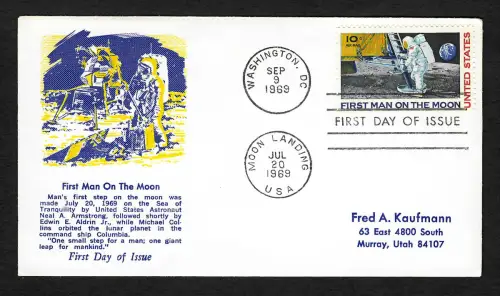 First Man On The Moon
Man's first step on the moon was
made July 20, 1969 on the Sea of
Tranquility by United States Astronaut
Neal A. Armstrong, followed shortly by
Edwin E. Aldrin Jr., while Michael Col-
lins orbited the lunar planet in the
command ship Columbia.
"One small step for a man; one giant
leap for mankind."
First Day of Issue
WASHINGTON, DC
SEP
9
1969
MOON LANDING
JUL
20
1969
USA
10¢
UNITED STATES
FIRST MAN ON THE MOON
FIRST DAY OF ISSUE
Fred A. Kaufmann
63 East 4800 South
Murray, Utah 84107